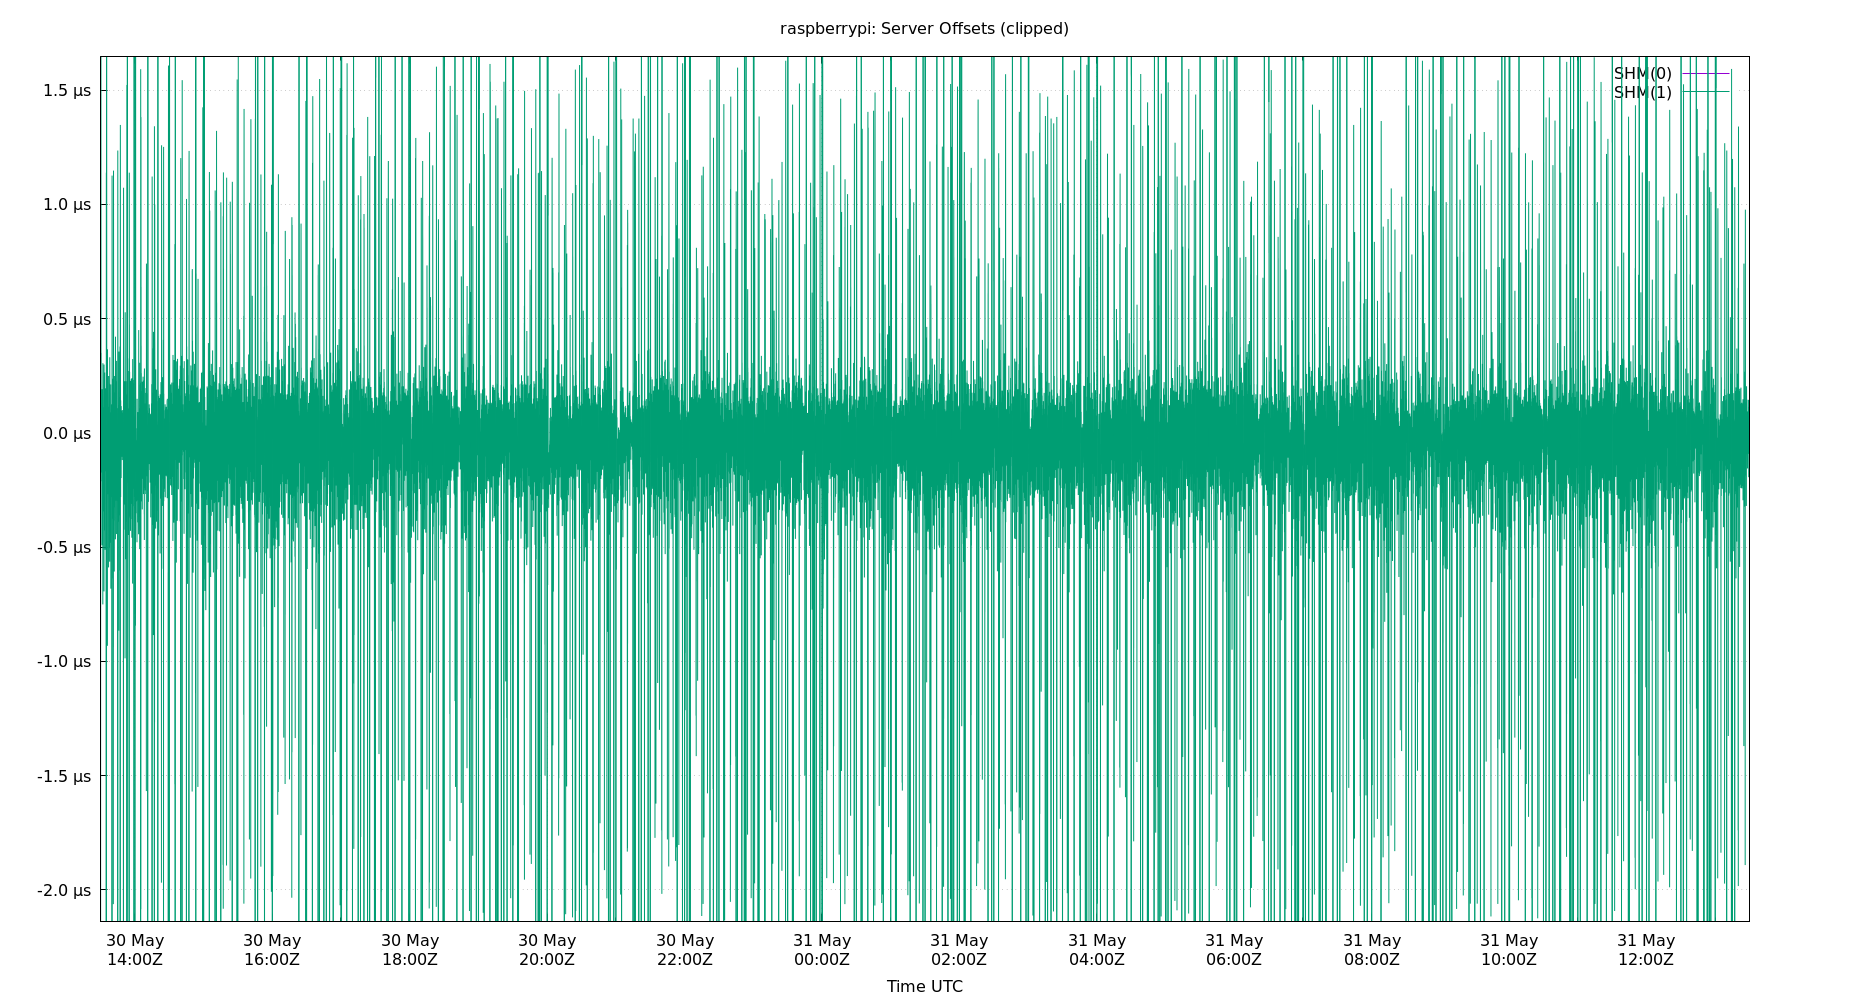 raspberrypi: Server Offsets (clipped)
SHM(0)
SHM(1)
1.5 µs
1.0 µs
0.5 µs
0.0 µs
-0.5 µs
-1.0 µs
-1.5 µs
-2.0 µs
30 May 30 May 30 May 30 May 30 May 31 May 31 May 31 May 31 May 31 May 31 May 31 May
14:00Z 16:00Z 18:00Z 20:00Z 22:00Z 00:00Z 02:00Z 04:00Z 06:00Z 08:00Z 10:00Z 12:00Z
Time UTC